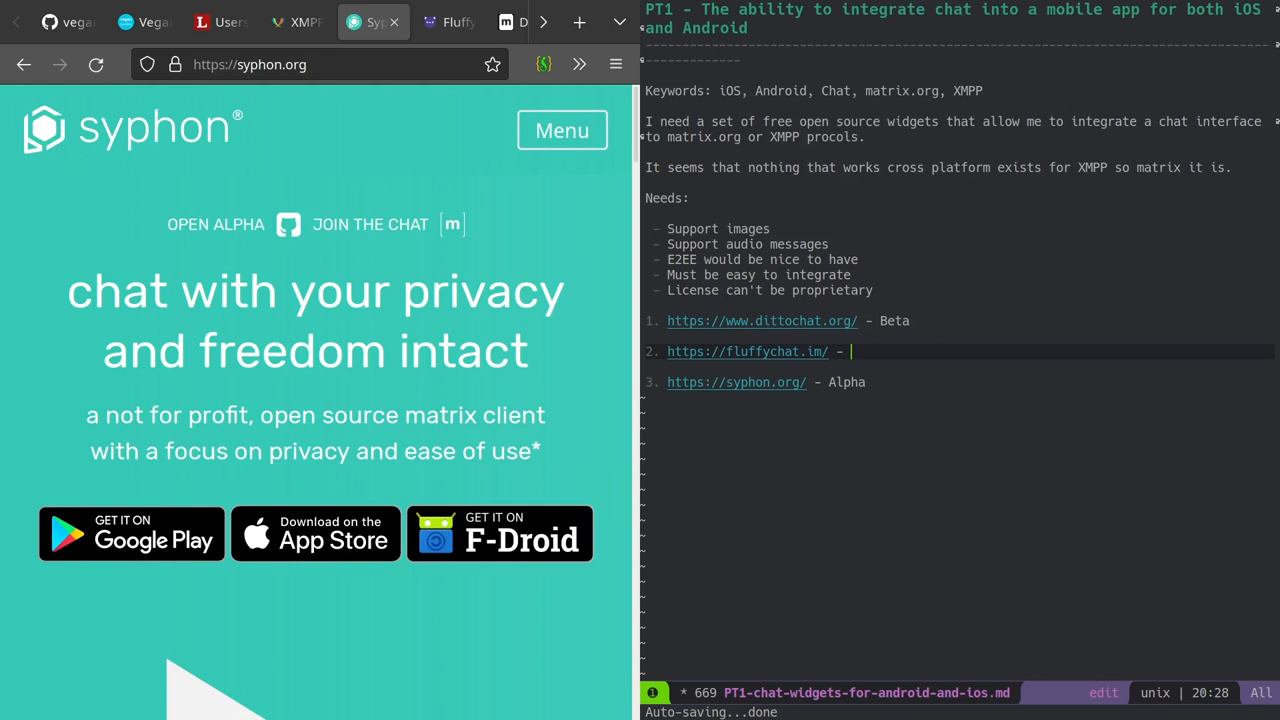 vegan
Vegan
Users
XMPP
Syp
Fluffy
D
https://syphon.org
syphon®
Menu
OPEN ALPHA JOIN THE CHAT [m]
chat with your privacy
and freedom intact
a not for profit, open source matrix client
with a focus on privacy and ease of use*
GET IT ON
Google Play
Download on the
App Store
GET IT ON
F-Droid
PT1 - The ability to integrate chat into a mobile app for both iOS
and Android
--------------------------------------------------------------------------------------
-------------
Keywords: iOS, Android, Chat, matrix.org, XMPP
I need a set of free open source widgets that allow me to integrate a chat interface
to matrix.org or XMPP procols.
It seems that nothing that works cross platform exists for XMPP so matrix it is.
Needs:
- Support images
- Support audio messages
- E2EE would be nice to have
- Must be easy to integrate
- License can't be proprietary
1. https://www.dittochat.org/ - Beta
2. https://fluffychat.im/ -
3. https://syphon.org/ - Alpha
1 * 669 PT1-chat-widgets-for-android-and-ios.md edit unix | 20:28 All
Auto-saving...done